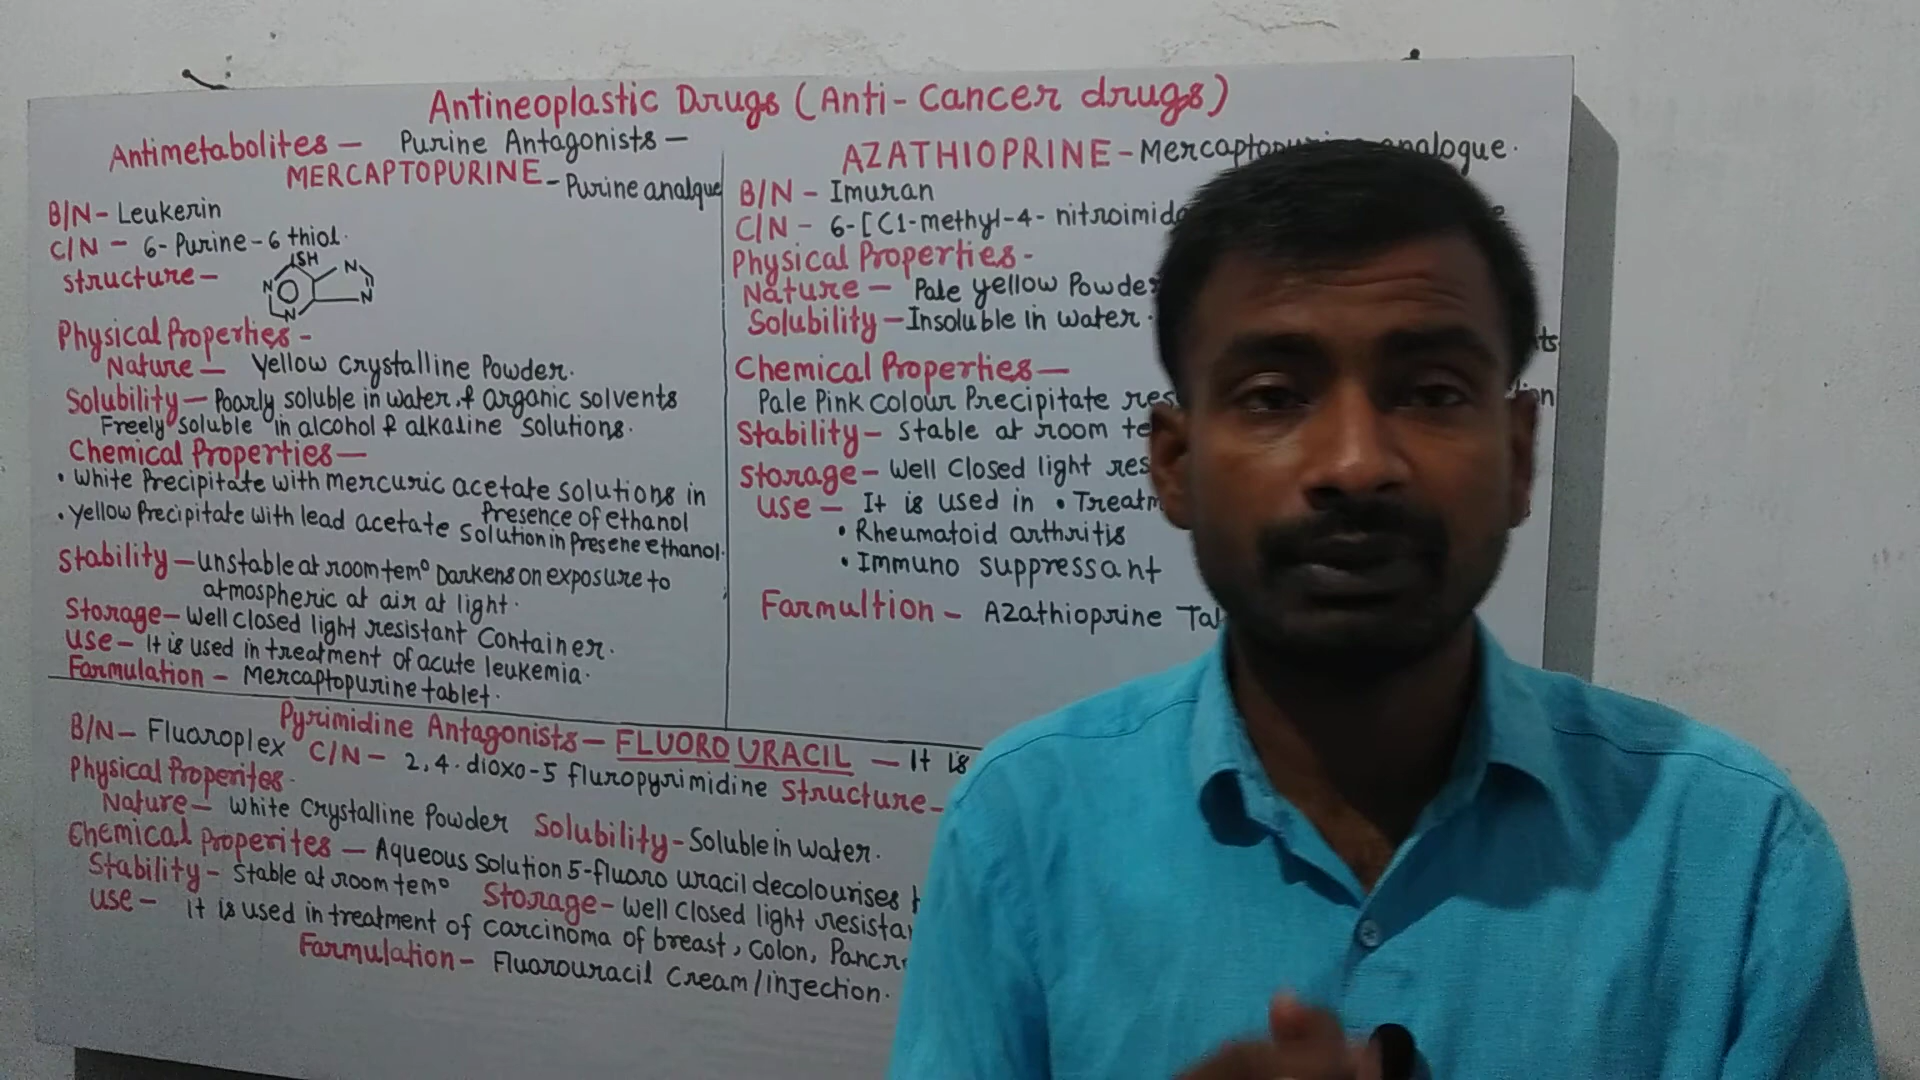 Antineoplastic Drugs (Anti-Cancer drugs)
Antimetabolites — Purine Antagonists —
MERCAPTOPURINE - Purine analque
B/N - Leukerin
C/N - 6-Purine-6 thiol.
Structure —
SH
N
N
N
N
Physical Properties -
Nature — Yellow Crystalline Powder.
Solubility — Poorly soluble in water & organic solvents
Freely soluble in alcohol & alkaline solutions.
Chemical Properties —
• White Precipitate with mercuric acetate solutions in
Presence of ethanol
• Yellow Precipitate with lead acetate solution in Presene ethanol.
Stability — Unstable at room tem° Darkens on exposure to
atmospheric at air at light.
Storage — Well closed light resistant Container.
Use — It is used in treatment of acute leukemia.
Farmulation — Mercaptopurine tablet.
AZATHIOPRINE - Mercaptopurine analogue.
B/N - Imuran
C/N - 6-[C1-methyl-4-nitroimid
Physical Properties -
Nature — Pale yellow Powder
Solubility — Insoluble in water.
Chemical Properties —
Pale Pink Colour Precipitate res
Stability — Stable at room te
Storage — Well Closed light res
Use — It is used in • Treatm
• Rheumatoid arthritis
• Immuno suppressant
Farmultion — Azathioprine Ta
Pyrimidine Antagonists — FLUOROURACIL — It is
B/N — Fluaroplex C/N — 2,4-dioxo-5 fluropyrimidine Structure —
Physical Properites -
Nature — White Crystalline Powder Solubility - Soluble in water.
Chemical properites — Aqueous solution 5-fluoro uracil decolourises
Stability - Stable at room tem° Storage - Well Closed light resista
Use — It is used in treatment of carcinoma of breast, colon, Pancr
Farmulation - Fluarouracil Cream/injection.